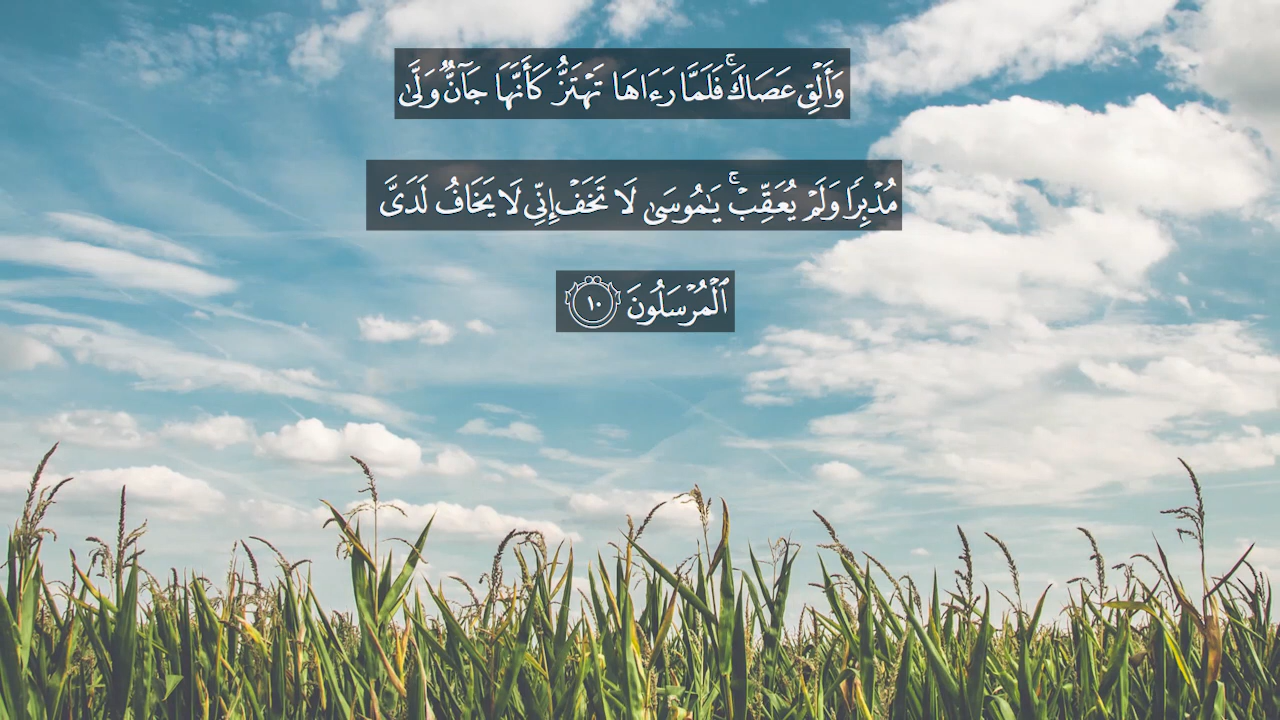 وَأَلۡقِ عَصَاكَۚ فَلَمَّا رَءَاهَا تَهۡتَزُّ كَأَنَّهَا جَآنّٞ وَلَّىٰ
مُدۡبِرٗا وَلَمۡ يُعَقِّبۡۚ يَٰمُوسَىٰ لَا تَخَفۡ إِنِّي لَا يَخَافُ لَدَيَّ
ٱلۡمُرۡسَلُونَ ١٠